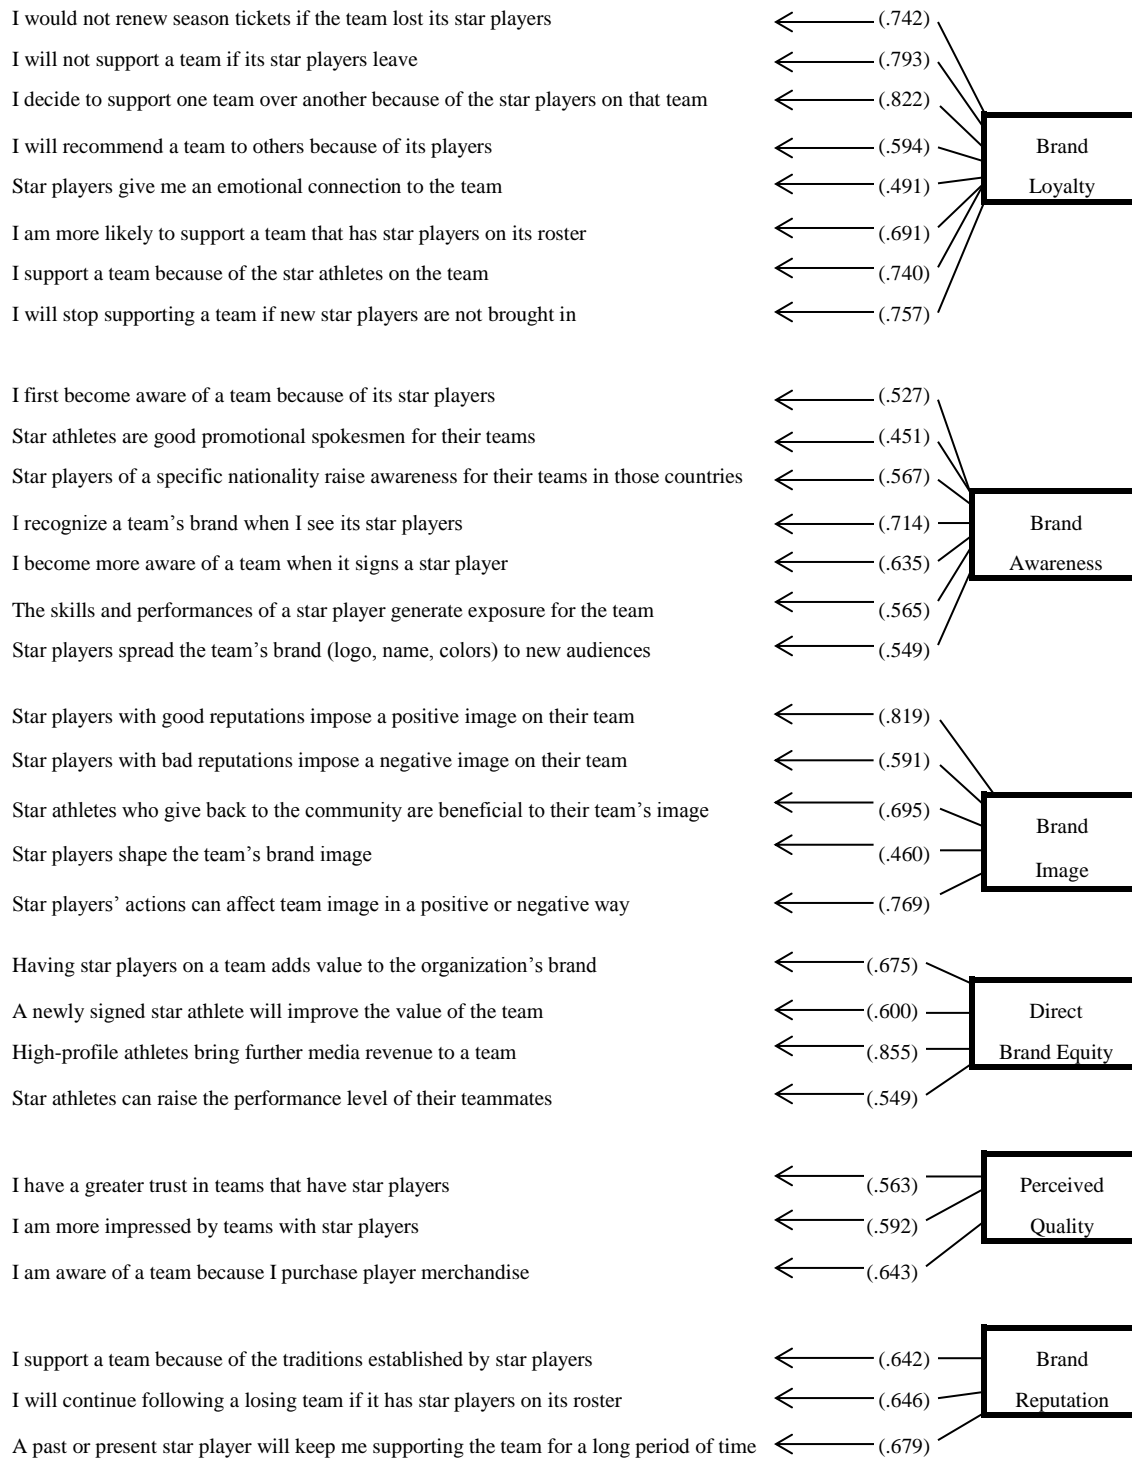 I would not renew season tickets if the team lost its star players (.742)
I will not support a team if its star players leave (.793)
I decide to support one team over another because of the star players on that team (.822)
I will recommend a team to others because of its players (.594) Brand
Star players give me an emotional connection to the team (.491) Loyalty
I am more likely to support a team that has star players on its roster (.691)
I support a team because of the star athletes on the team (.740)
I will stop supporting a team if new star players are not brought in (.757)
I first become aware of a team because of its star players (.527)
Star athletes are good promotional spokesmen for their teams (.451)
Star players of a specific nationality raise awareness for their teams in those countries (.567)
I recognize a team’s brand when I see its star players (.714) Brand
I become more aware of a team when it signs a star player (.635) Awareness
The skills and performances of a star player generate exposure for the team (.565)
Star players spread the team’s brand (logo, name, colors) to new audiences (.549)
Star players with good reputations impose a positive image on their team (.819)
Star players with bad reputations impose a negative image on their team (.591)
Star athletes who give back to the community are beneficial to their team’s image (.695) Brand
Star players shape the team’s brand image (.460) Image
Star players’ actions can affect team image in a positive or negative way (.769)
Having star players on a team adds value to the organization’s brand (.675)
A newly signed star athlete will improve the value of the team (.600) Direct
High-profile athletes bring further media revenue to a team (.855) Brand Equity
Star athletes can raise the performance level of their teammates (.549)
I have a greater trust in teams that have star players (.563) Perceived
I am more impressed by teams with star players (.592) Quality
I am aware of a team because I purchase player merchandise (.643)
I support a team because of the traditions established by star players (.642) Brand
I will continue following a losing team if it has star players on its roster (.646) Reputation
A past or present star player will keep me supporting the team for a long period of time (.679)